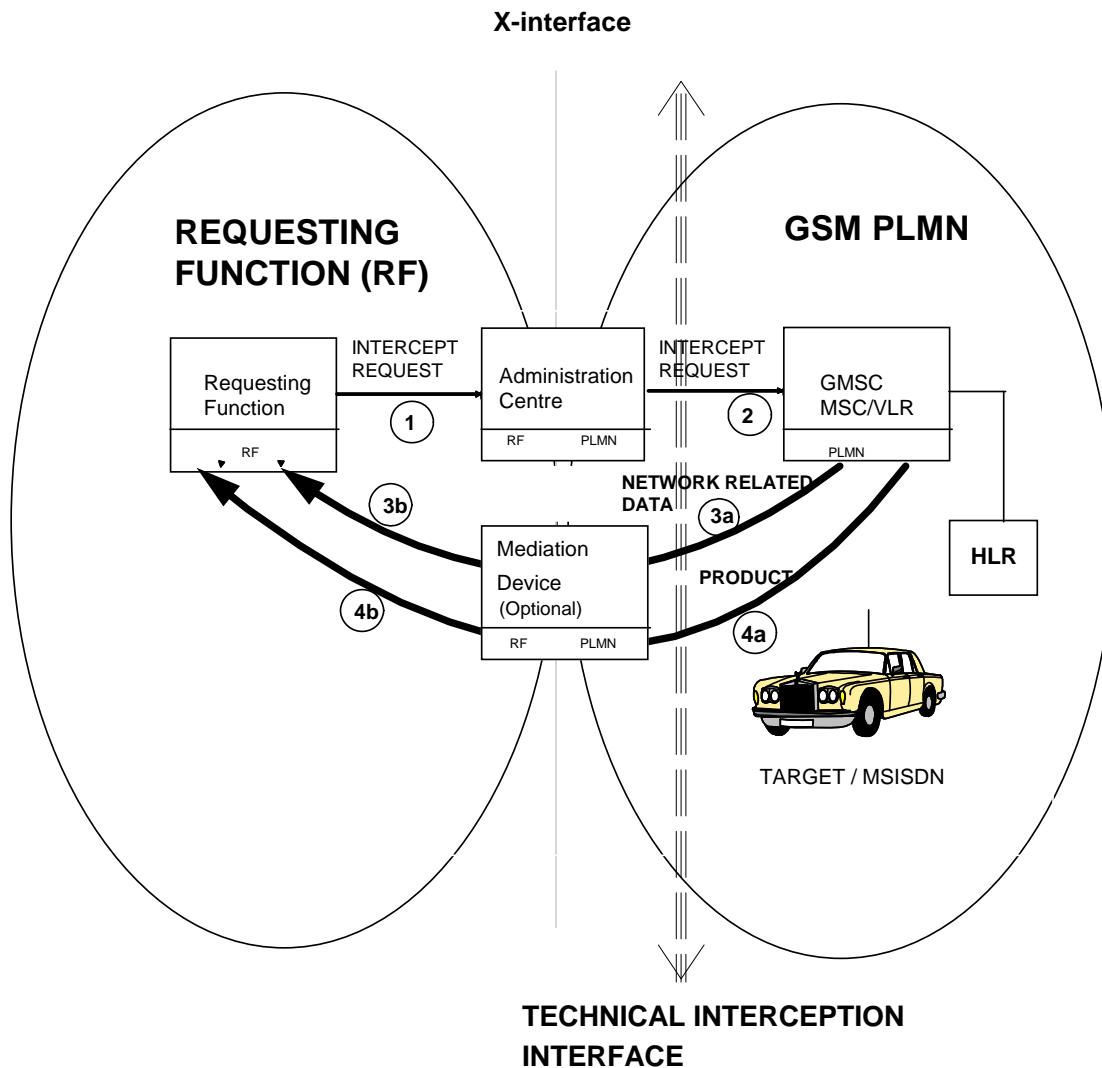 X-interface
REQUESTING
FUNCTION (RF)
GSM PLMN
INTERCEPT
REQUEST
INTERCEPT
REQUEST
Requesting
Function
RF
1
Administration
Centre
RF PLMN
2
GMSC
MSC/VLR
PLMN
NETWORK RELATED
DATA
3b
3a
Mediation
Device
(Optional)
RF PLMN
HLR
PRODUCT
4b
4a
TARGET / MSISDN
TECHNICAL INTERCEPTION
INTERFACE